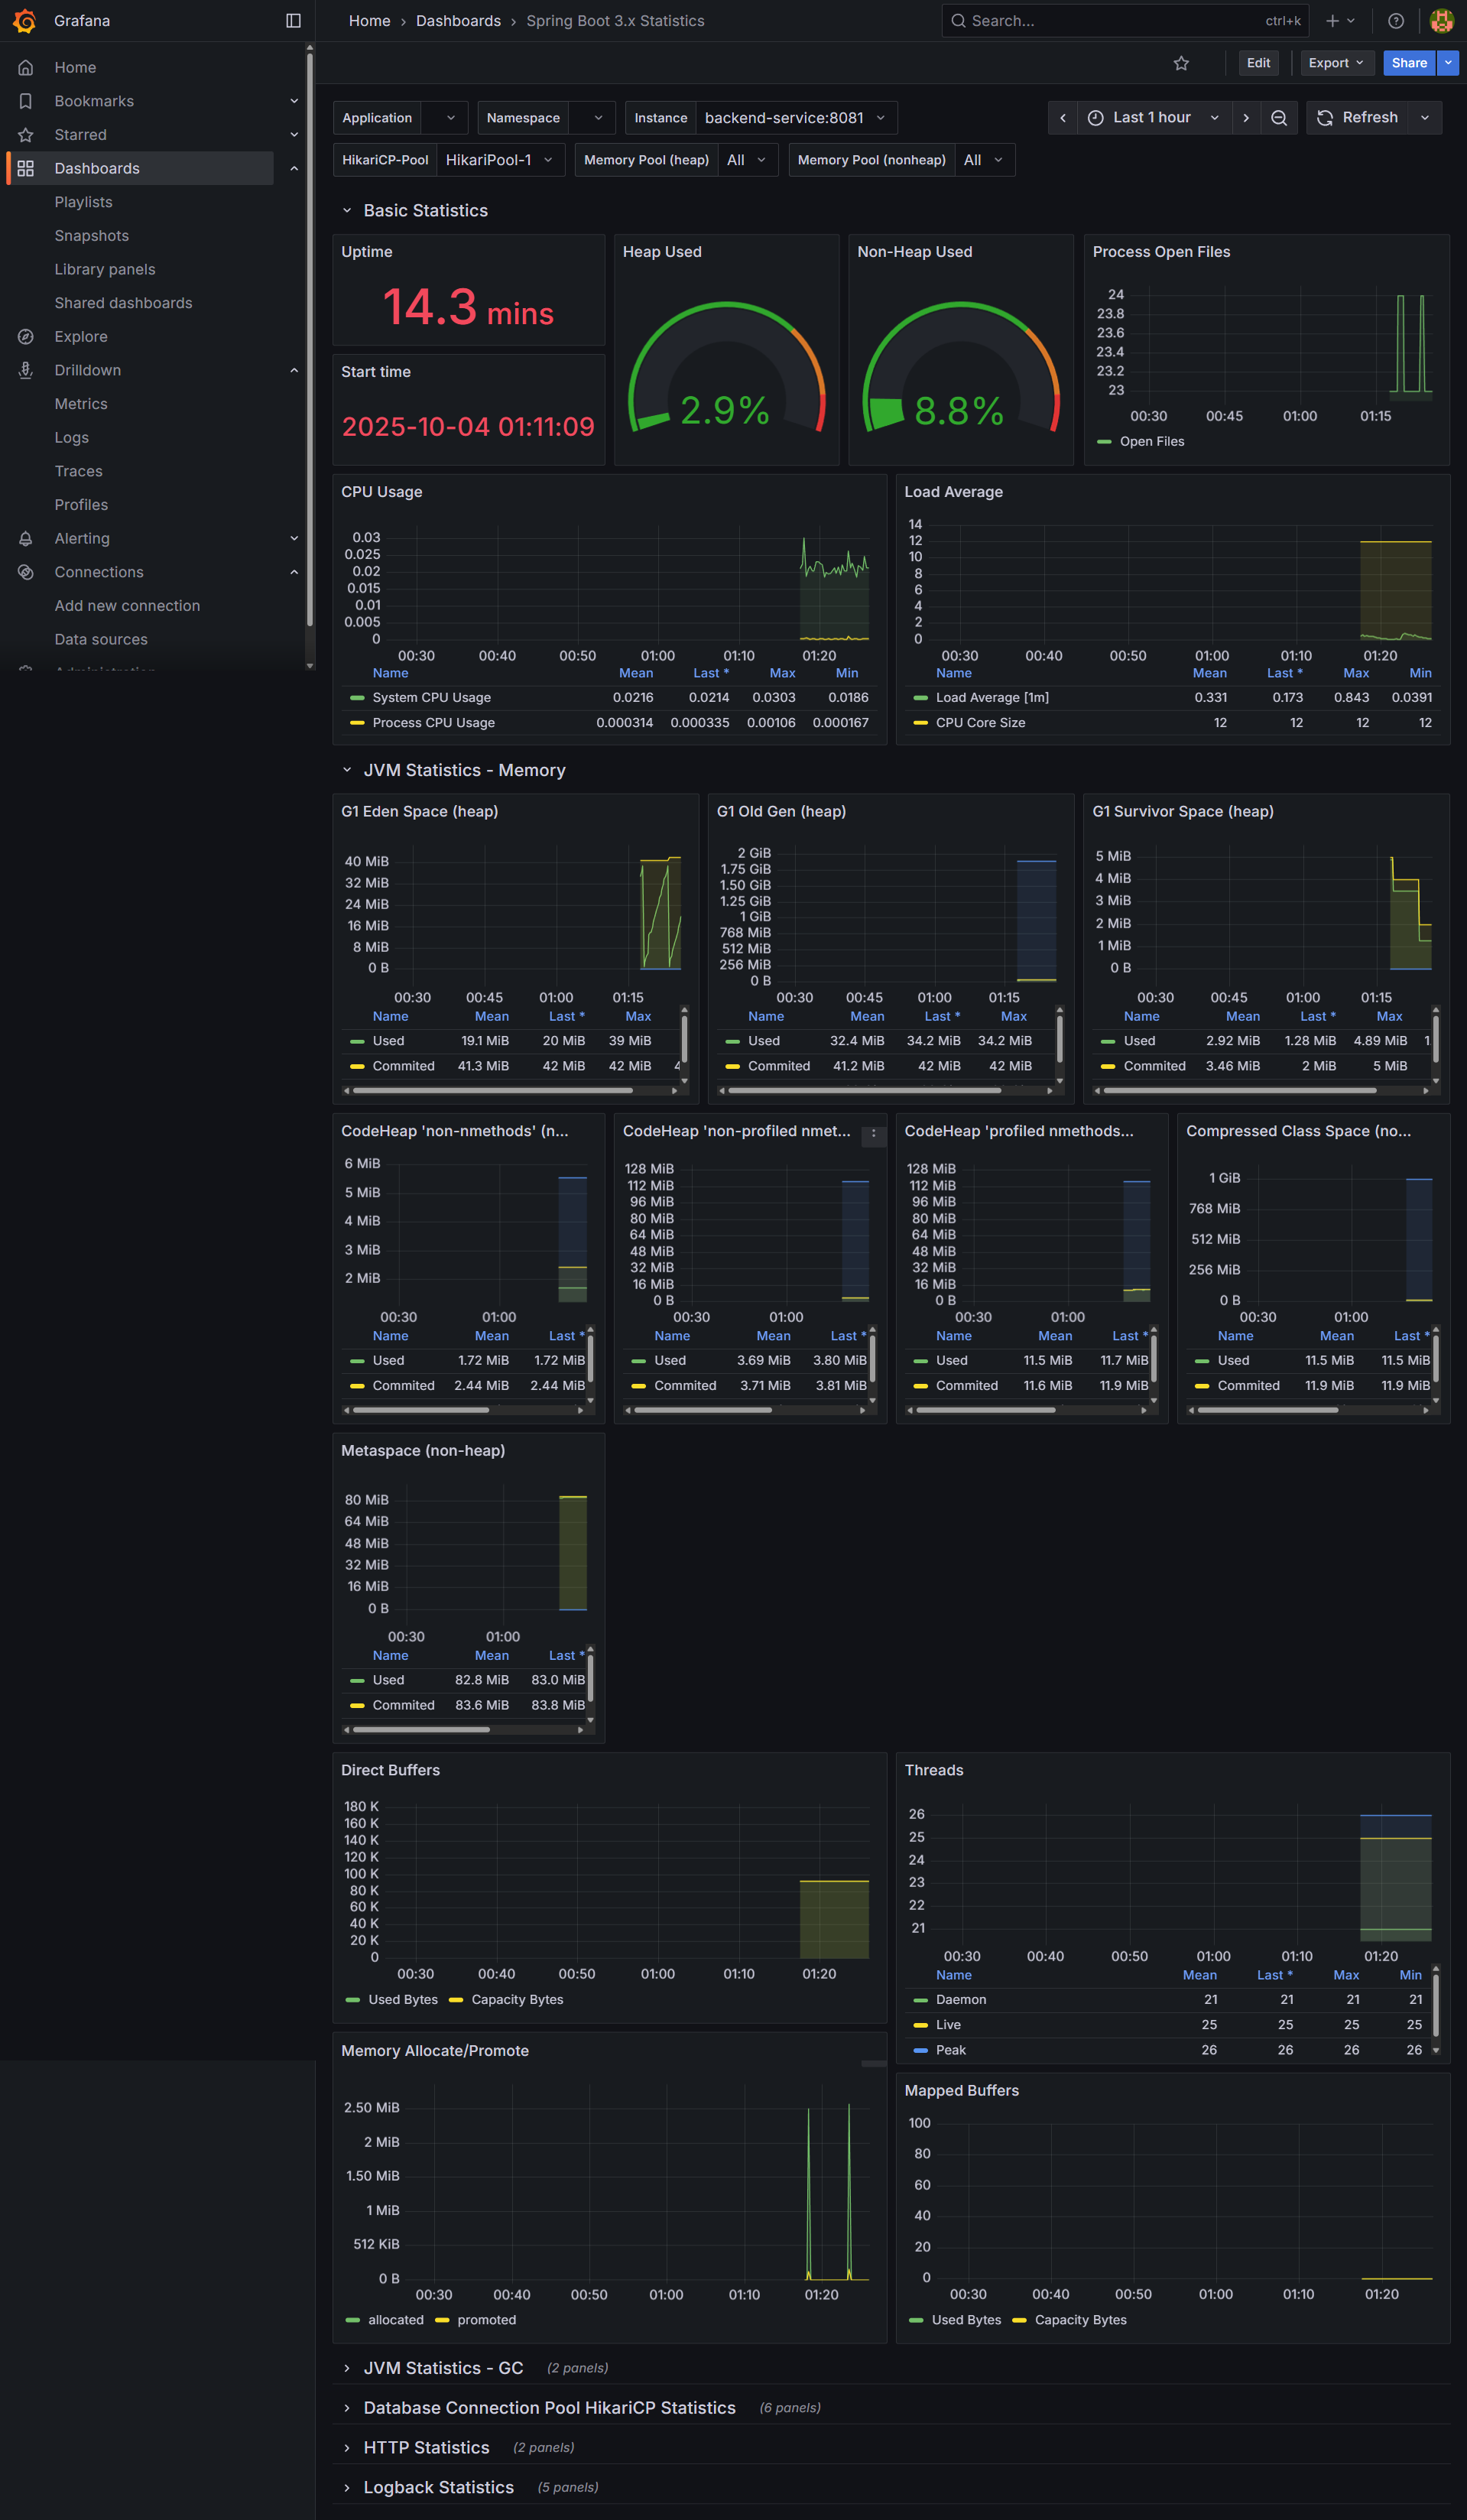 Grafana
Home › Dashboards › Spring Boot 3.x Statistics
Search... ctrl+k
Home
Bookmarks
Starred
Dashboards
Playlists
Snapshots
Library panels
Shared dashboards
Explore
Drilldown
Metrics
Logs
Traces
Profiles
Alerting
Connections
Add new connection
Data sources
Edit Export Share
Application Namespace Instance backend-service:8081 Last 1 hour Refresh
HikariCP-Pool HikariPool-1 Memory Pool (heap) All Memory Pool (nonheap) All
Basic Statistics
Uptime
14.3 mins
Start time
2025-10-04 01:11:09
Heap Used
2.9%
Non-Heap Used
8.8%
Process Open Files
24
23.8
23.6
23.4
23.2
23
00:30 00:45 01:00 01:15
Open Files
CPU Usage
0.03
0.025
0.02
0.015
0.01
0.005
0
00:30 00:40 00:50 01:00 01:10 01:20
Name Mean Last * Max Min
System CPU Usage 0.0216 0.0214 0.0303 0.0186
Process CPU Usage 0.000314 0.000335 0.00106 0.000167
Load Average
14
12
10
8
6
4
2
0
00:30 00:40 00:50 01:00 01:10 01:20
Name Mean Last * Max Min
Load Average [1m] 0.331 0.173 0.843 0.0391
CPU Core Size 12 12 12 12
JVM Statistics - Memory
G1 Eden Space (heap)
40 MiB
32 MiB
24 MiB
16 MiB
8 MiB
0 B
00:30 00:45 01:00 01:15
Name Mean Last * Max
Used 19.1 MiB 20 MiB 39 MiB
Commited 41.3 MiB 42 MiB 42 MiB 4
G1 Old Gen (heap)
2 GiB
1.75 GiB
1.50 GiB
1.25 GiB
1 GiB
768 MiB
512 MiB
256 MiB
0 B
00:30 00:45 01:00 01:15
Name Mean Last * Max
Used 32.4 MiB 34.2 MiB 34.2 MiB
Commited 41.2 MiB 42 MiB 42 MiB
G1 Survivor Space (heap)
5 MiB
4 MiB
3 MiB
2 MiB
1 MiB
0 B
00:30 00:45 01:00 01:15
Name Mean Last * Max
Used 2.92 MiB 1.28 MiB 4.89 MiB 1
Commited 3.46 MiB 2 MiB 5 MiB
CodeHeap 'non-nmethods' (n...
6 MiB
5 MiB
4 MiB
3 MiB
2 MiB
00:30 01:00
Name Mean Last *
Used 1.72 MiB 1.72 MiB
Commited 2.44 MiB 2.44 MiB
CodeHeap 'non-profiled nmet...
128 MiB
112 MiB
96 MiB
80 MiB
64 MiB
48 MiB
32 MiB
16 MiB
0 B
00:30 01:00
Name Mean Last *
Used 3.69 MiB 3.80 MiB
Commited 3.71 MiB 3.81 MiB
CodeHeap 'profiled nmethods...
128 MiB
112 MiB
96 MiB
80 MiB
64 MiB
48 MiB
32 MiB
16 MiB
0 B
00:30 01:00
Name Mean Last *
Used 11.5 MiB 11.7 MiB
Commited 11.6 MiB 11.9 MiB
Compressed Class Space (no...
1 GiB
768 MiB
512 MiB
256 MiB
0 B
00:30 01:00
Name Mean Last *
Used 11.5 MiB 11.5 MiB
Commited 11.9 MiB 11.9 MiB
Metaspace (non-heap)
80 MiB
64 MiB
48 MiB
32 MiB
16 MiB
0 B
00:30 01:00
Name Mean Last *
Used 82.8 MiB 83.0 MiB
Commited 83.6 MiB 83.8 MiB
Direct Buffers
180 K
160 K
140 K
120 K
100 K
80 K
60 K
40 K
20 K
0
00:30 00:40 00:50 01:00 01:10 01:20
Used Bytes Capacity Bytes
Threads
26
25
24
23
22
21
00:30 00:40 00:50 01:00 01:10 01:20
Name Mean Last * Max Min
Daemon 21 21 21 21
Live 25 25 25 25
Peak 26 26 26 26
Memory Allocate/Promote
2.50 MiB
2 MiB
1.50 MiB
1 MiB
512 KiB
0 B
00:30 00:40 00:50 01:00 01:10 01:20
allocated promoted
Mapped Buffers
100
80
60
40
20
0
00:30 00:40 00:50 01:00 01:10 01:20
Used Bytes Capacity Bytes
JVM Statistics - GC (2 panels)
Database Connection Pool HikariCP Statistics (6 panels)
HTTP Statistics (2 panels)
Logback Statistics (5 panels)